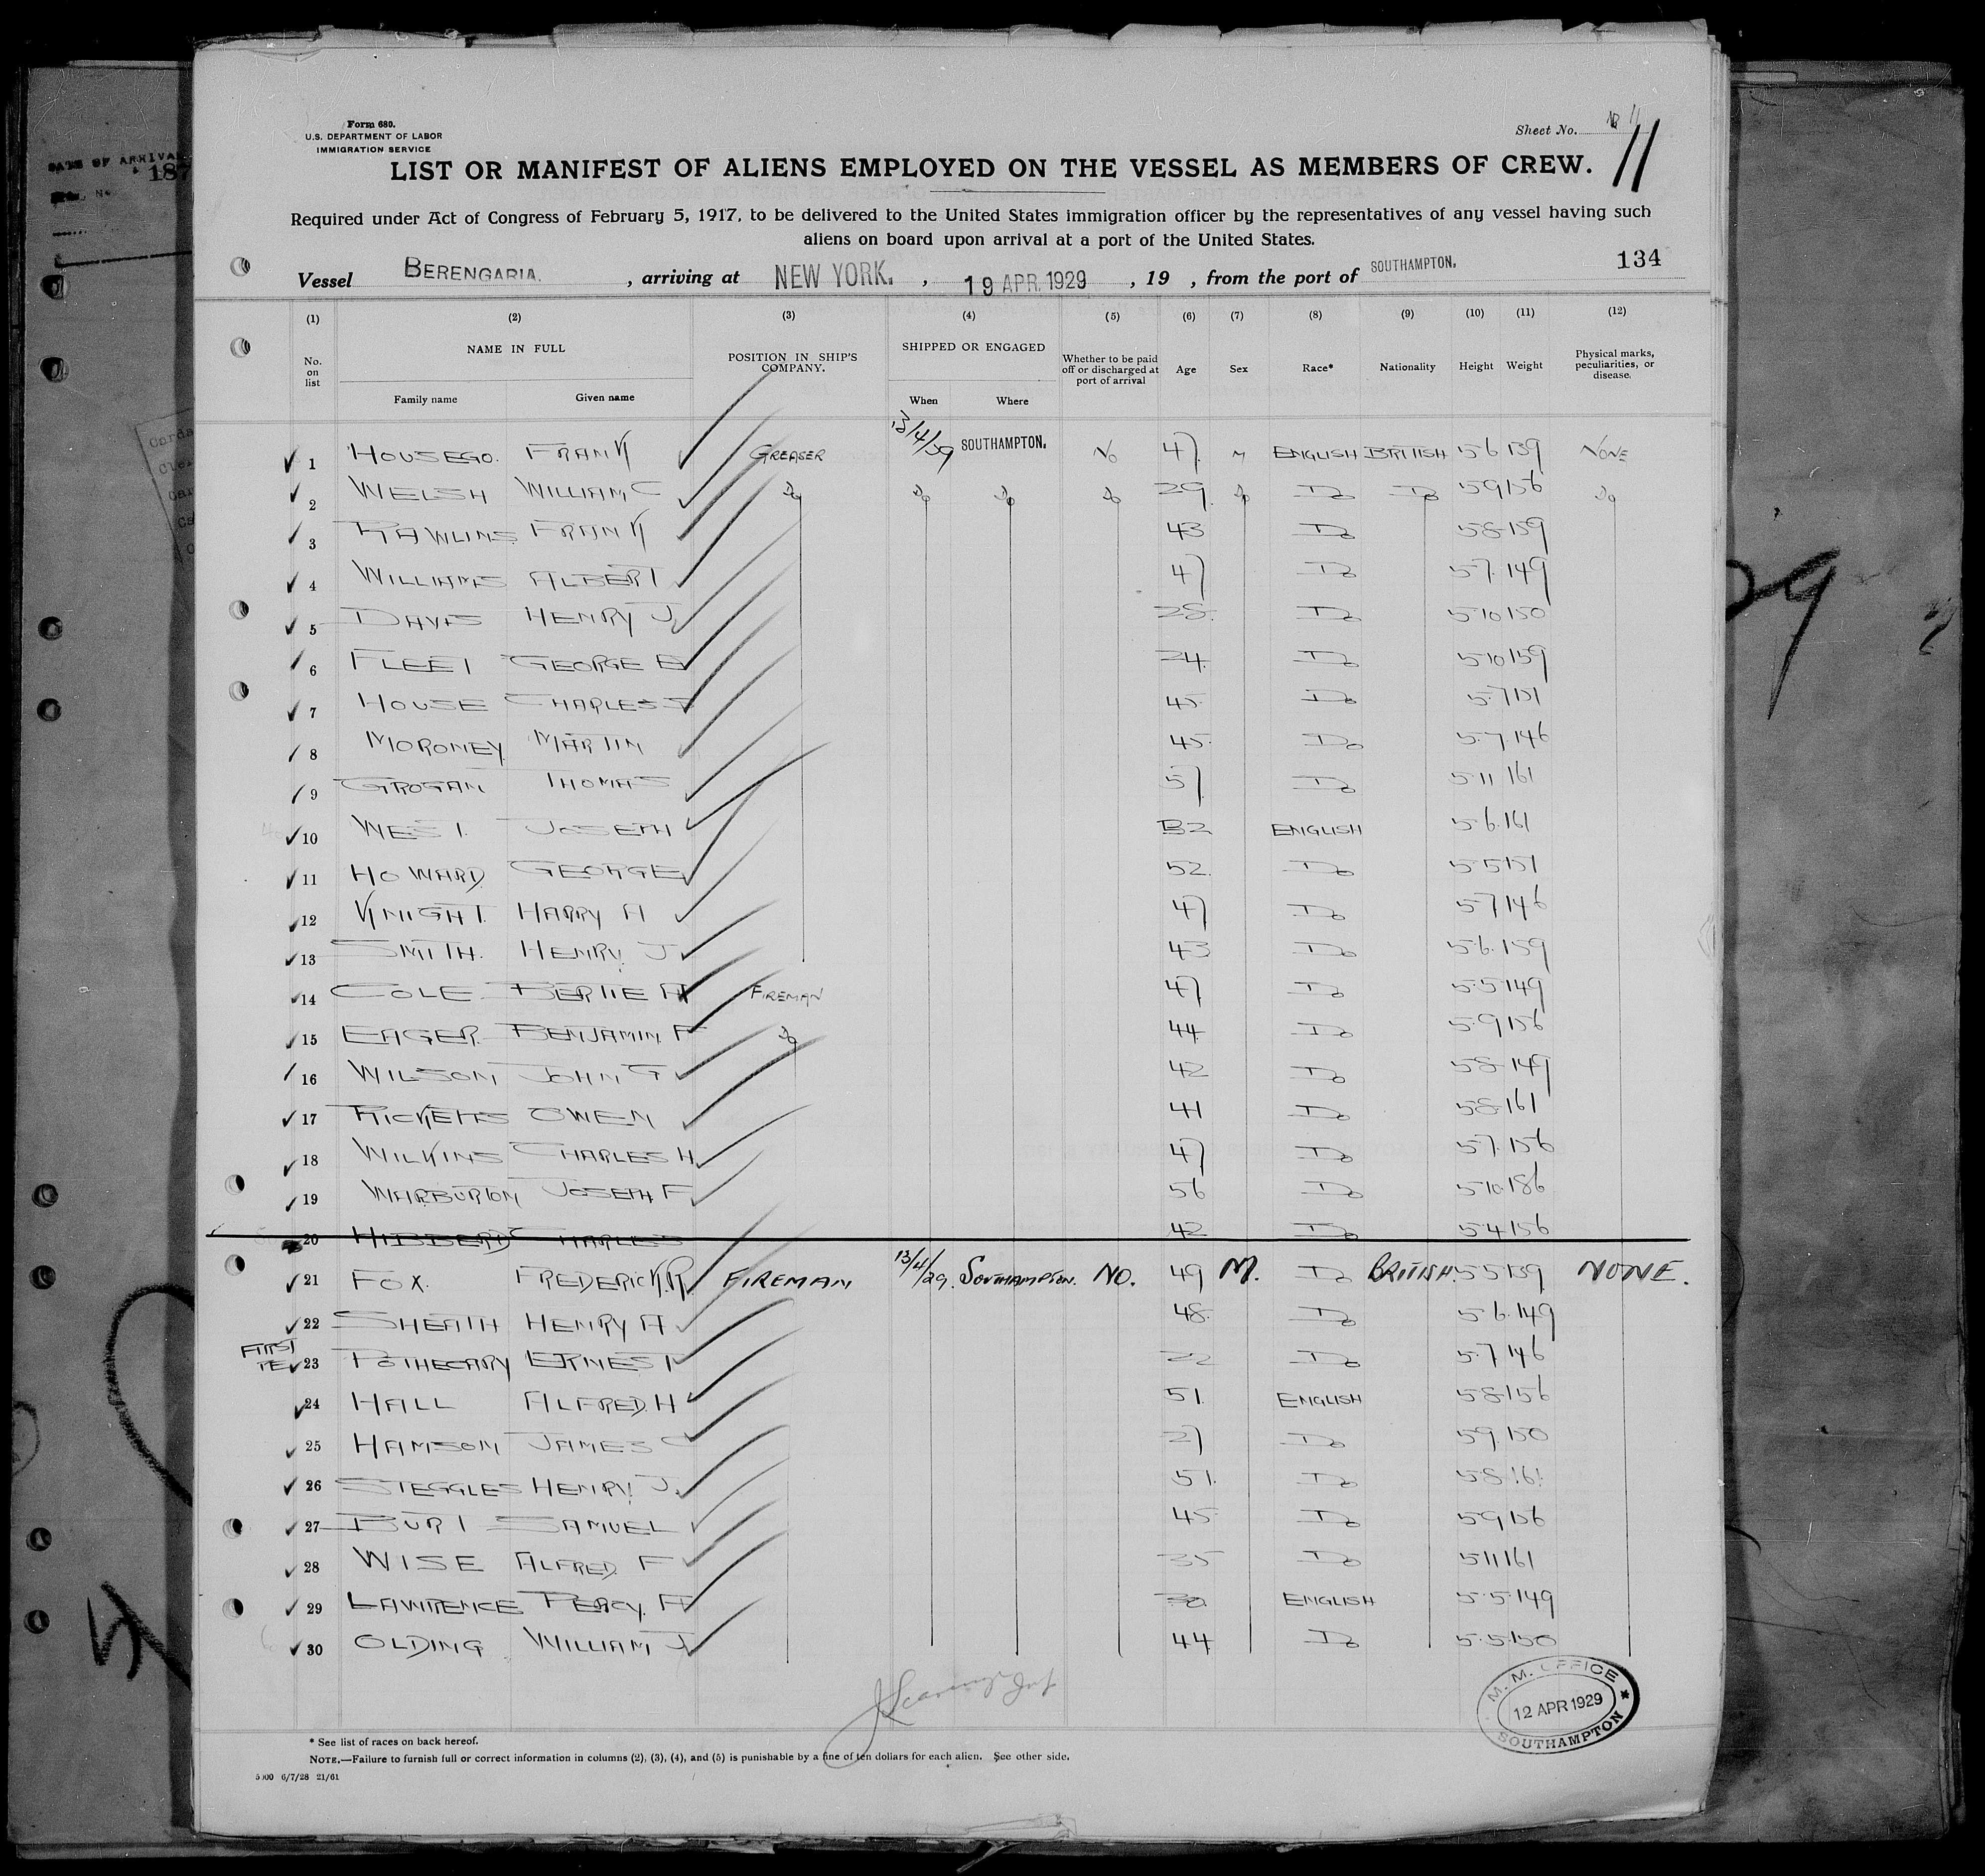 DATE OF ARRIVAL
187
Form 680.
U.S. DEPARTMENT OF LABOR
IMMIGRATION SERVICE
Sheet No. 11
11
LIST OR MANIFEST OF ALIENS EMPLOYED ON THE VESSEL AS MEMBERS OF CREW.
Required under Act of Congress of February 5, 1917, to be delivered to the United States immigration officer by the representatives of any vessel having such
aliens on board upon arrival at a port of the United States.
134
Vessel BERENGARIA. , arriving at NEW YORK. , 19 APR. 1929 , 19 , from the port of SOUTHAMPTON.
(1) (2) (3) (4) (5) (6) (7) (8) (9) (10) (11) (12)
No. on list NAME IN FULL POSITION IN SHIP'S COMPANY. SHIPPED OR ENGAGED Whether to be paid off or discharged at port of arrival Age Sex Race* Nationality Height Weight Physical marks, peculiarities, or disease.
Family name Given name When Where
1 HOUSEGO. FRANK GREASER 13/4/29 SOUTHAMPTON. NO 47 M ENGLISH BRITISH 5 6 139 NONE
2 WELSH WILLIAM C Do Do Do Do 29 Do Do Do 5 9 156 Do
3 RAWLINS FRANK 43 Do 5 8 159
4 WILLIAMS ALBERT 47 Do 5 7 149
5 DAVIS HENRY J 28 Do 5 10 150
6 FLEET GEORGE E 24 Do 5 10 159
7 HOUSE CHARLES J 45 Do 5 7 151
8 MORONEY MARTIN 45 Do 5 7 146
9 GROGAN THOMAS 57 Do 5 11 161
10 WEST. JOSEPH 32 ENGLISH 5 6 161
11 HOWARD GEORGE 52 Do 5 5 151
12 KNIGHT. HARRY A 47 Do 5 7 146
13 SMITH. HENRY J 43 Do 5 6 159
14 COLE BERTIE A FIREMAN 47 Do 5 5 149
15 EAGER BENJAMIN F Do 44 Do 5 9 156
16 WILSON JOHN G 42 Do 5 8 149
17 RICKETTS OWEN 41 Do 5 8 161
18 WILKINS CHARLES H 47 Do 5 7 156
19 WARBURTON JOSEPH F 56 Do 5 10 186
20 HIBBERD CHARLES 42 Do 5 4 156
21 FOX. FREDERICK R FIREMAN 13/4/29. SOUTHAMPTON. NO. 49 M. Do BRITISH. 5 5 139 NONE.
22 SHEATH HENRY A 48 Do 5 6 149
FIRST
23 POTHECARY ERNEST 22 Do 5 7 146
24 HALL ALFRED. H 51 ENGLISH 5 8 156
25 HAMSON JAMES C 27 Do 5 9 150
26 STEGGLES HENRY J. 51 Do 5 8 161
27 BURT SAMUEL 45 Do 5 9 156
28 WISE ALFRED F 35 Do 5 11 161
29 LAWRENCE PERCY. A 30 ENGLISH 5 5 149
30 OLDING WILLIAM J 44 Do 5 5 150
M. M. OFFICE
12 APR 1929
SOUTHAMPTON
* See list of races on back hereof.
NOTE.—Failure to furnish full or correct information in columns (2), (3), (4), and (5) is punishable by a fine of ten dollars for each alien. See other side.
5000 6/7/28 21/61